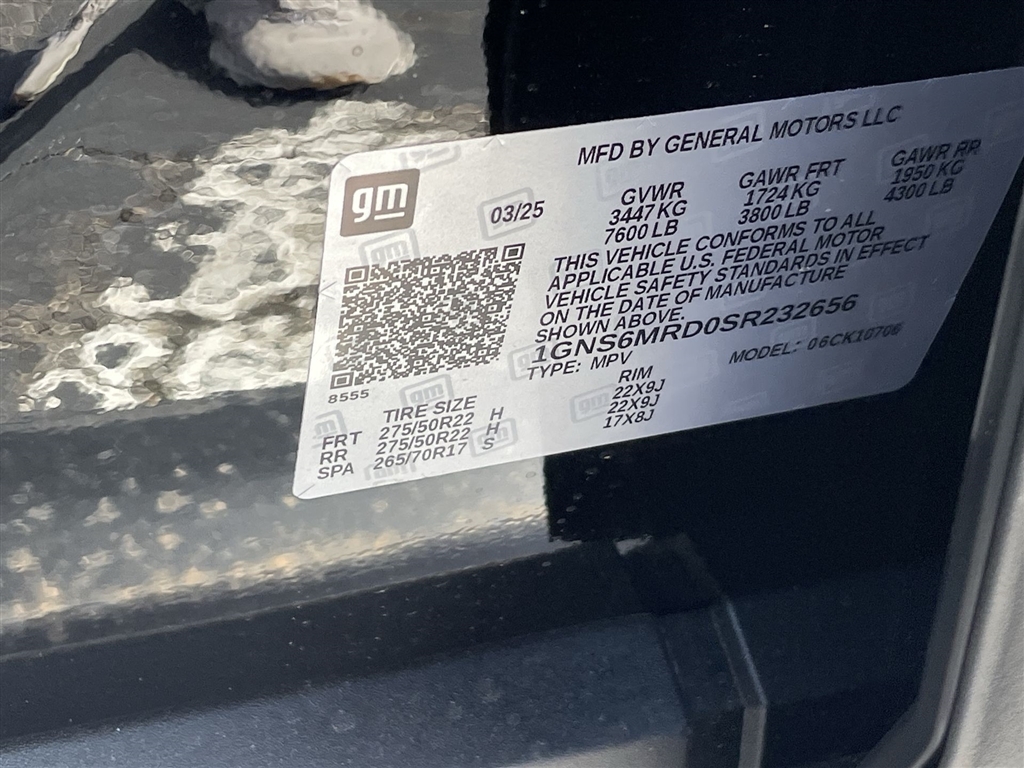 MFD BY GENERAL MOTORS LLC
gm
03/25
GVWR GAWR FRT GAWR RR
3447 KG 1724 KG 1950 KG
7600 LB 3800 LB 4300 LB
THIS VEHICLE CONFORMS TO ALL
APPLICABLE U.S. FEDERAL MOTOR
VEHICLE SAFETY STANDARDS IN EFFECT
ON THE DATE OF MANUFACTURE
SHOWN ABOVE.
1GNS6MRD0SR232656
TYPE: MPV MODEL: 06CK10706
8555
TIRE SIZE RIM
FRT 275/50R22 H 22X9J
RR 275/50R22 H 22X9J
SPA 265/70R17 S 17X8J